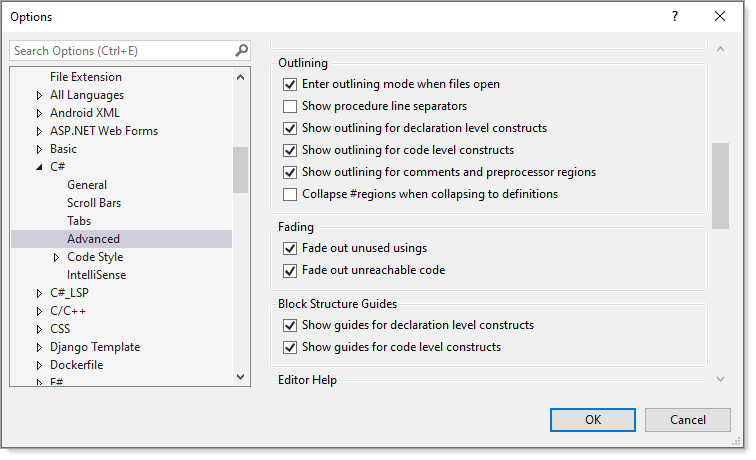 Options
?
Search Options (Ctrl+E)
File Extension
All Languages
Android XML
ASP.NET Web Forms
Basic
C#
General
Scroll Bars
Tabs
Advanced
Code Style
IntelliSense
C#_LSP
C/C++
CSS
Django Template
Dockerfile
F#
Outlining
Enter outlining mode when files open
Show procedure line separators
Show outlining for declaration level constructs
Show outlining for code level constructs
Show outlining for comments and preprocessor regions
Collapse #regions when collapsing to definitions
Fading
Fade out unused usings
Fade out unreachable code
Block Structure Guides
Show guides for declaration level constructs
Show guides for code level constructs
Editor Help
OK
Cancel